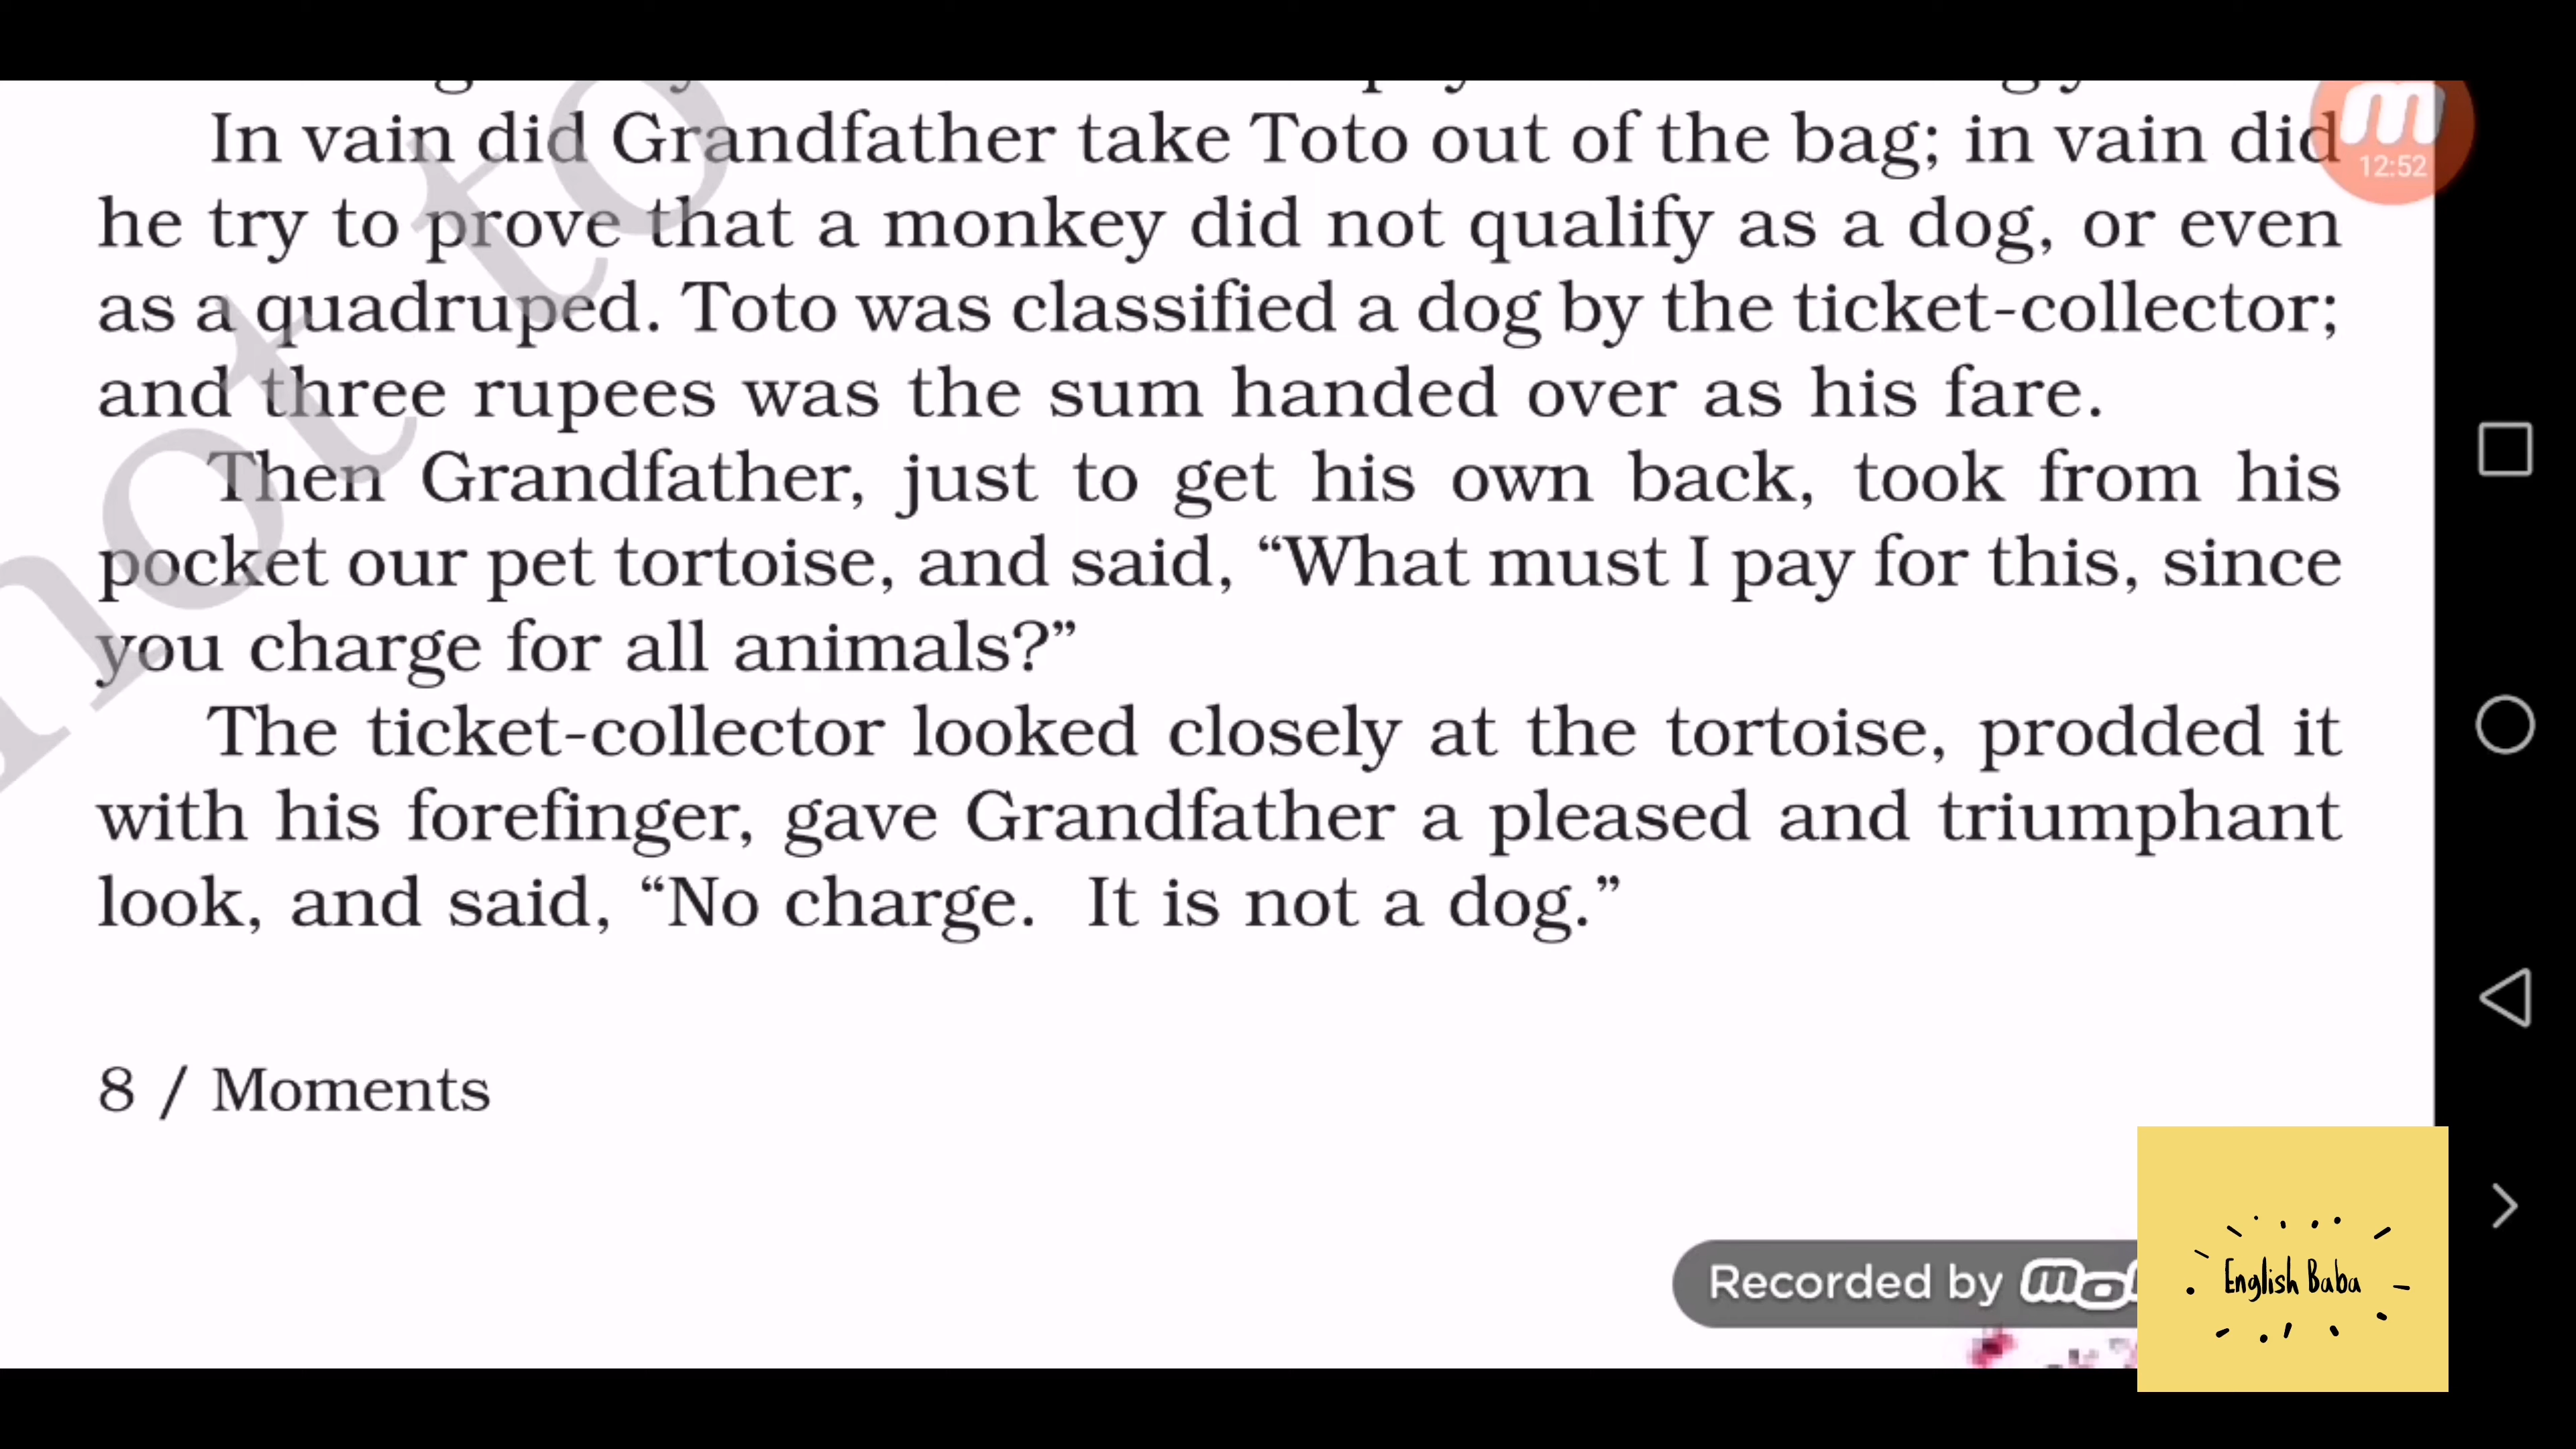 In vain did Grandfather take Toto out of the bag; in vain did
he try to prove that a monkey did not qualify as a dog, or even
as a quadruped. Toto was classified a dog by the ticket-collector;
and three rupees was the sum handed over as his fare.
Then Grandfather, just to get his own back, took from his
pocket our pet tortoise, and said, “What must I pay for this, since
you charge for all animals?”
The ticket-collector looked closely at the tortoise, prodded it
with his forefinger, gave Grandfather a pleased and triumphant
look, and said, “No charge.  It is not a dog.”
8 / Moments
not to
12:52
Recorded by
English Baba